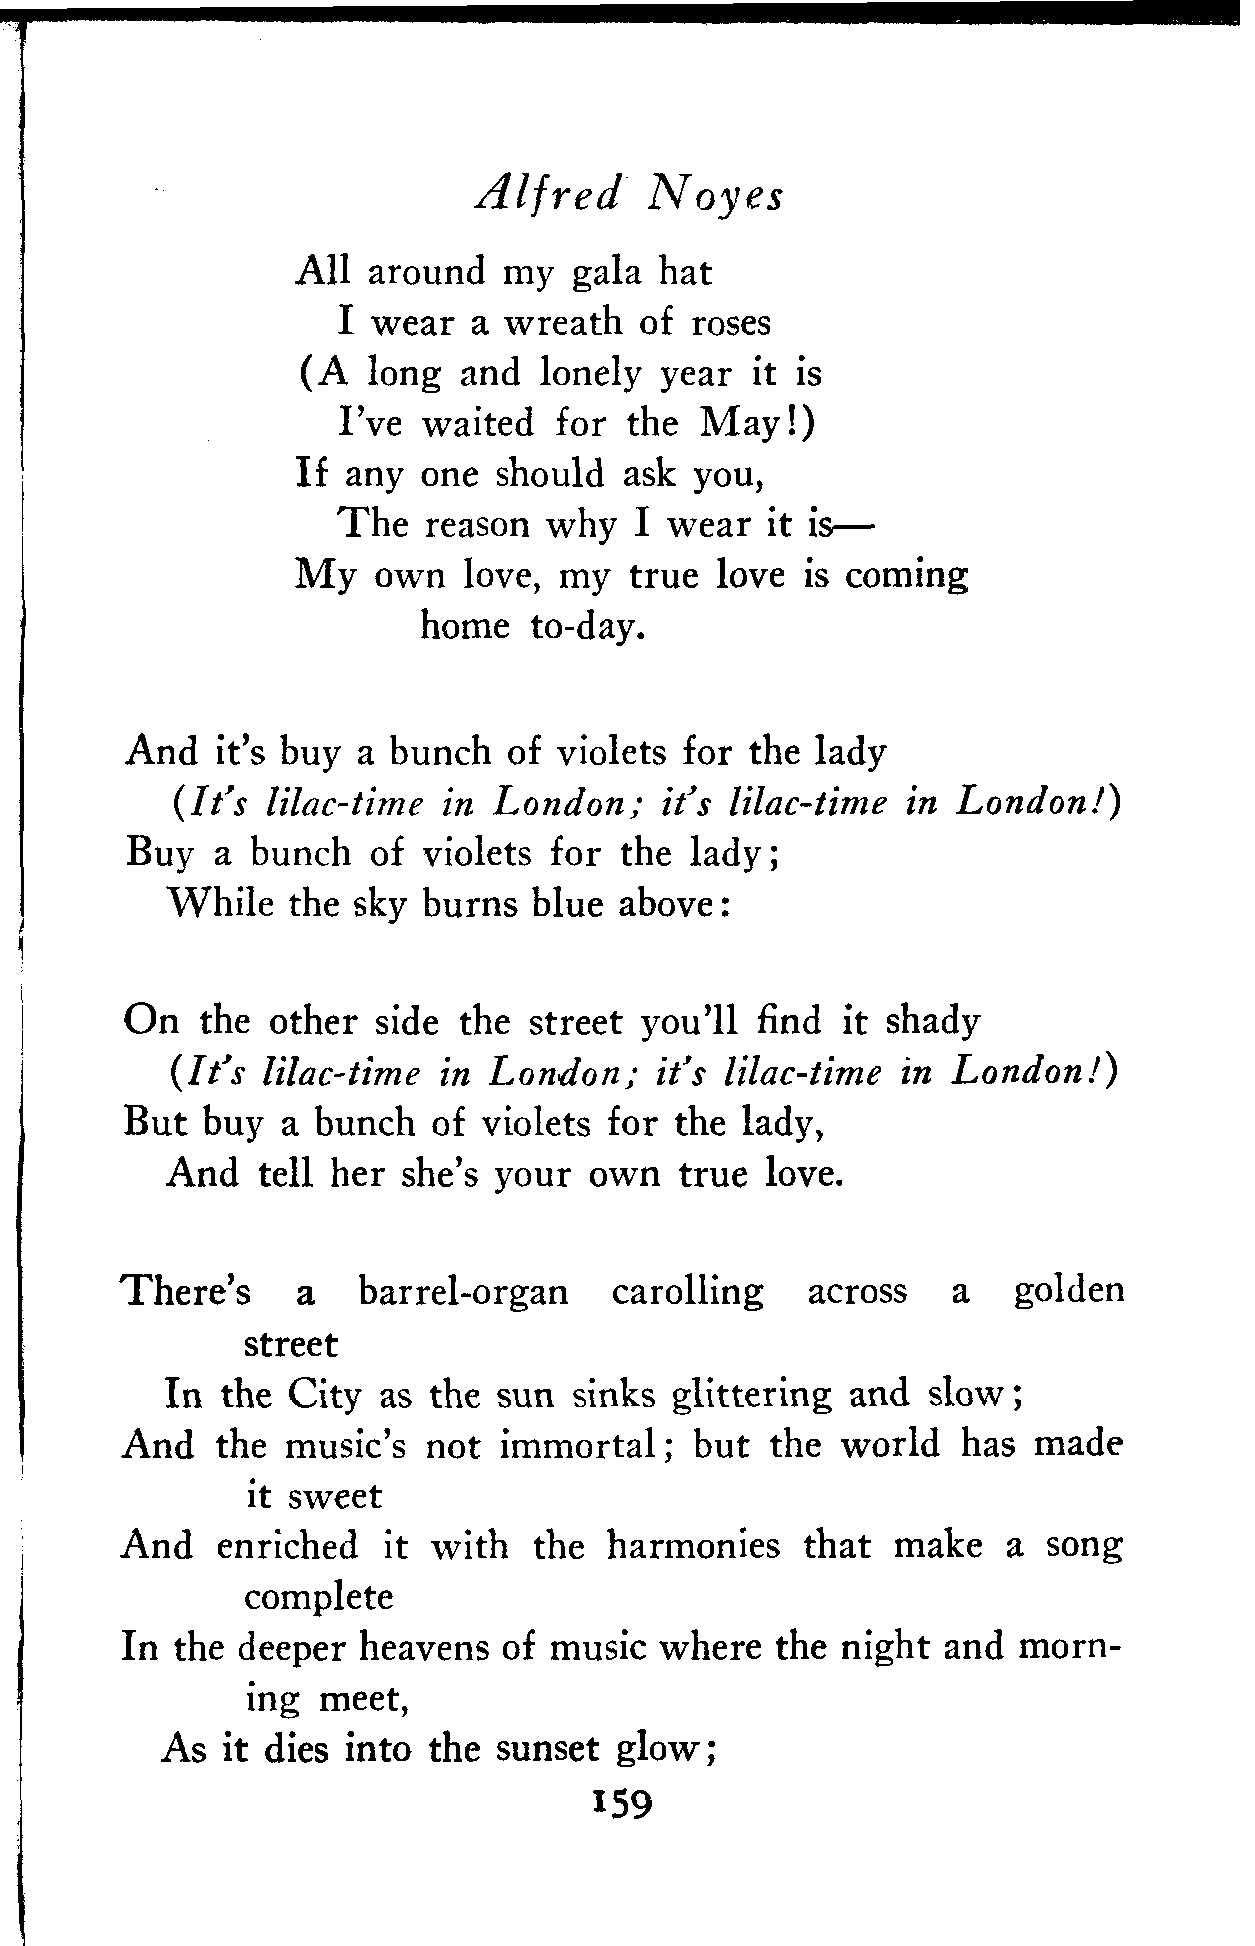 Alfred Noyes
All around my gala hat
I wear a wreath of roses
(A long and lonely year it is
I've waited for the May!)
If any one should ask you,
The reason why I wear it is—
My own love, my true love is coming
home to-day.
And it's buy a bunch of violets for the lady
(It's lilac-time in London; it's lilac-time in London!)
Buy a bunch of violets for the lady;
While the sky burns blue above:
On the other side the street you'll find it shady
(It's lilac-time in London; it's lilac-time in London!)
But buy a bunch of violets for the lady,
And tell her she's your own true love.
There's a barrel-organ carolling across a golden
street
In the City as the sun sinks glittering and slow;
And the music's not immortal; but the world has made
it sweet
And enriched it with the harmonies that make a song
complete
In the deeper heavens of music where the night and morn-
ing meet,
As it dies into the sunset glow;
159